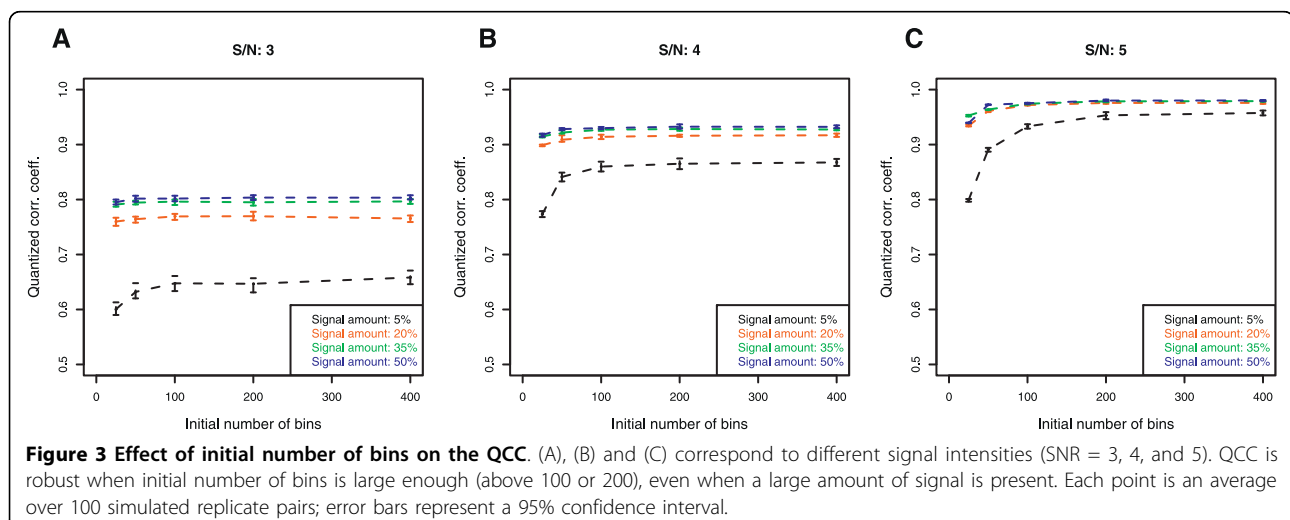 A
S/N: 3
Quantized corr. coeff.
1.0
0.9
0.8
0.7
0.6
0.5
0 100 200 300 400
Initial number of bins
Signal amount: 5%
Signal amount: 20%
Signal amount: 35%
Signal amount: 50%
B
S/N: 4
Quantized corr. coeff.
1.0
0.9
0.8
0.7
0.6
0.5
0 100 200 300 400
Initial number of bins
Signal amount: 5%
Signal amount: 20%
Signal amount: 35%
Signal amount: 50%
C
S/N: 5
Quantized corr. coeff.
1.0
0.9
0.8
0.7
0.6
0.5
0 100 200 300 400
Initial number of bins
Signal amount: 5%
Signal amount: 20%
Signal amount: 35%
Signal amount: 50%
Figure 3 Effect of initial number of bins on the QCC. (A), (B) and (C) correspond to different signal intensities (SNR = 3, 4, and 5). QCC is
robust when initial number of bins is large enough (above 100 or 200), even when a large amount of signal is present. Each point is an average
over 100 simulated replicate pairs; error bars represent a 95% confidence interval.